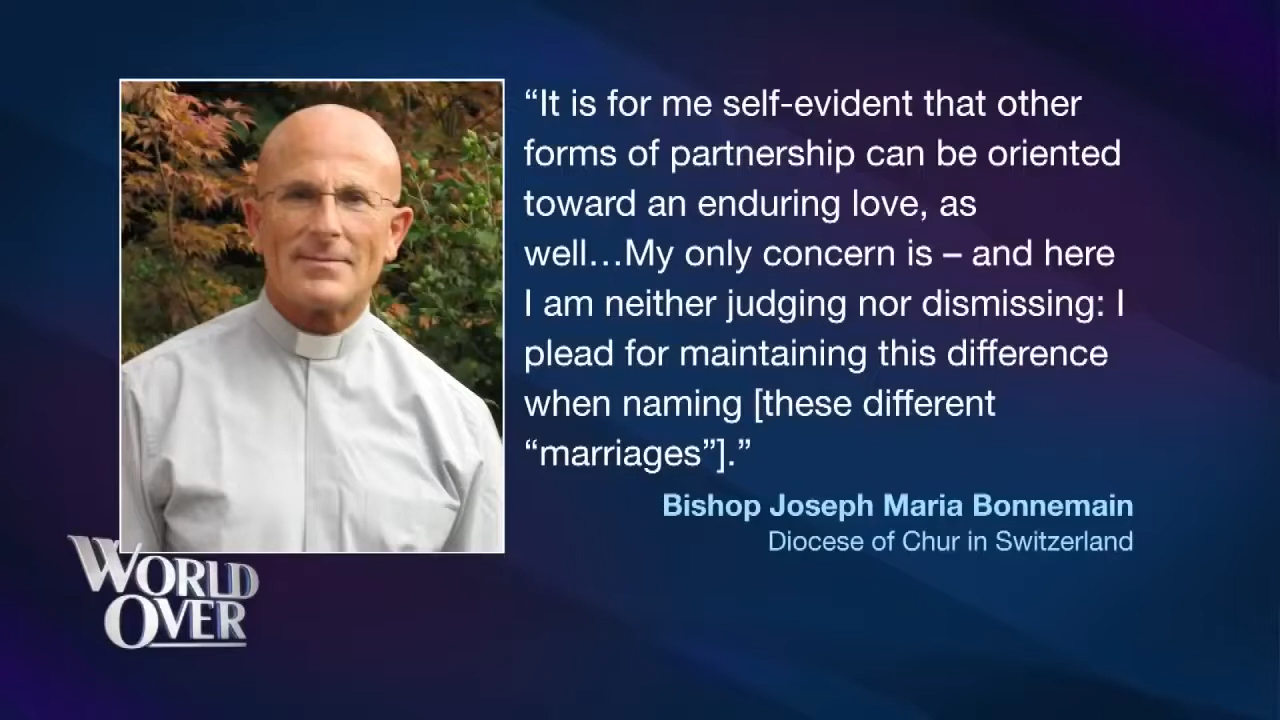 “It is for me self-evident that other
forms of partnership can be oriented
toward an enduring love, as
well…My only concern is – and here
I am neither judging nor dismissing: I
plead for maintaining this difference
when naming [these different
“marriages”].”
Bishop Joseph Maria Bonnemain
Diocese of Chur in Switzerland
WORLD
OVER